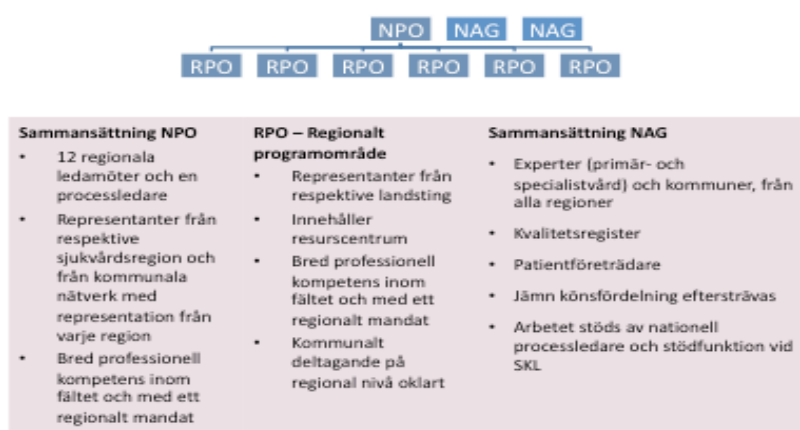 NPO NAG NAG
RPO RPO RPO RPO RPO RPO
Sammansättning NPO
• 12 regionala
ledamöter och en
processledare
• Representanter från
respektive
sjukvårdsregion och
från kommunala
nätverk med
representation från
varje region
• Bred professionell
kompetens inom
fältet och med ett
regionalt mandat
RPO – Regionalt
programområde
• Representanter från
respektive landsting
• Innehåller
resurscentrum
• Bred professionell
kompetens inom
fältet och med ett
regionalt mandat
• Kommunalt
deltagande på
regional nivå oklart
Sammansättning NAG
• Experter (primär- och
specialistvård) och kommuner, från
alla regioner
• Kvalitetsregister
• Patientföreträdare
• Jämn könsfördelning eftersträvas
• Arbetet stöds av nationell
processledare och stödfunktion vid
SKL